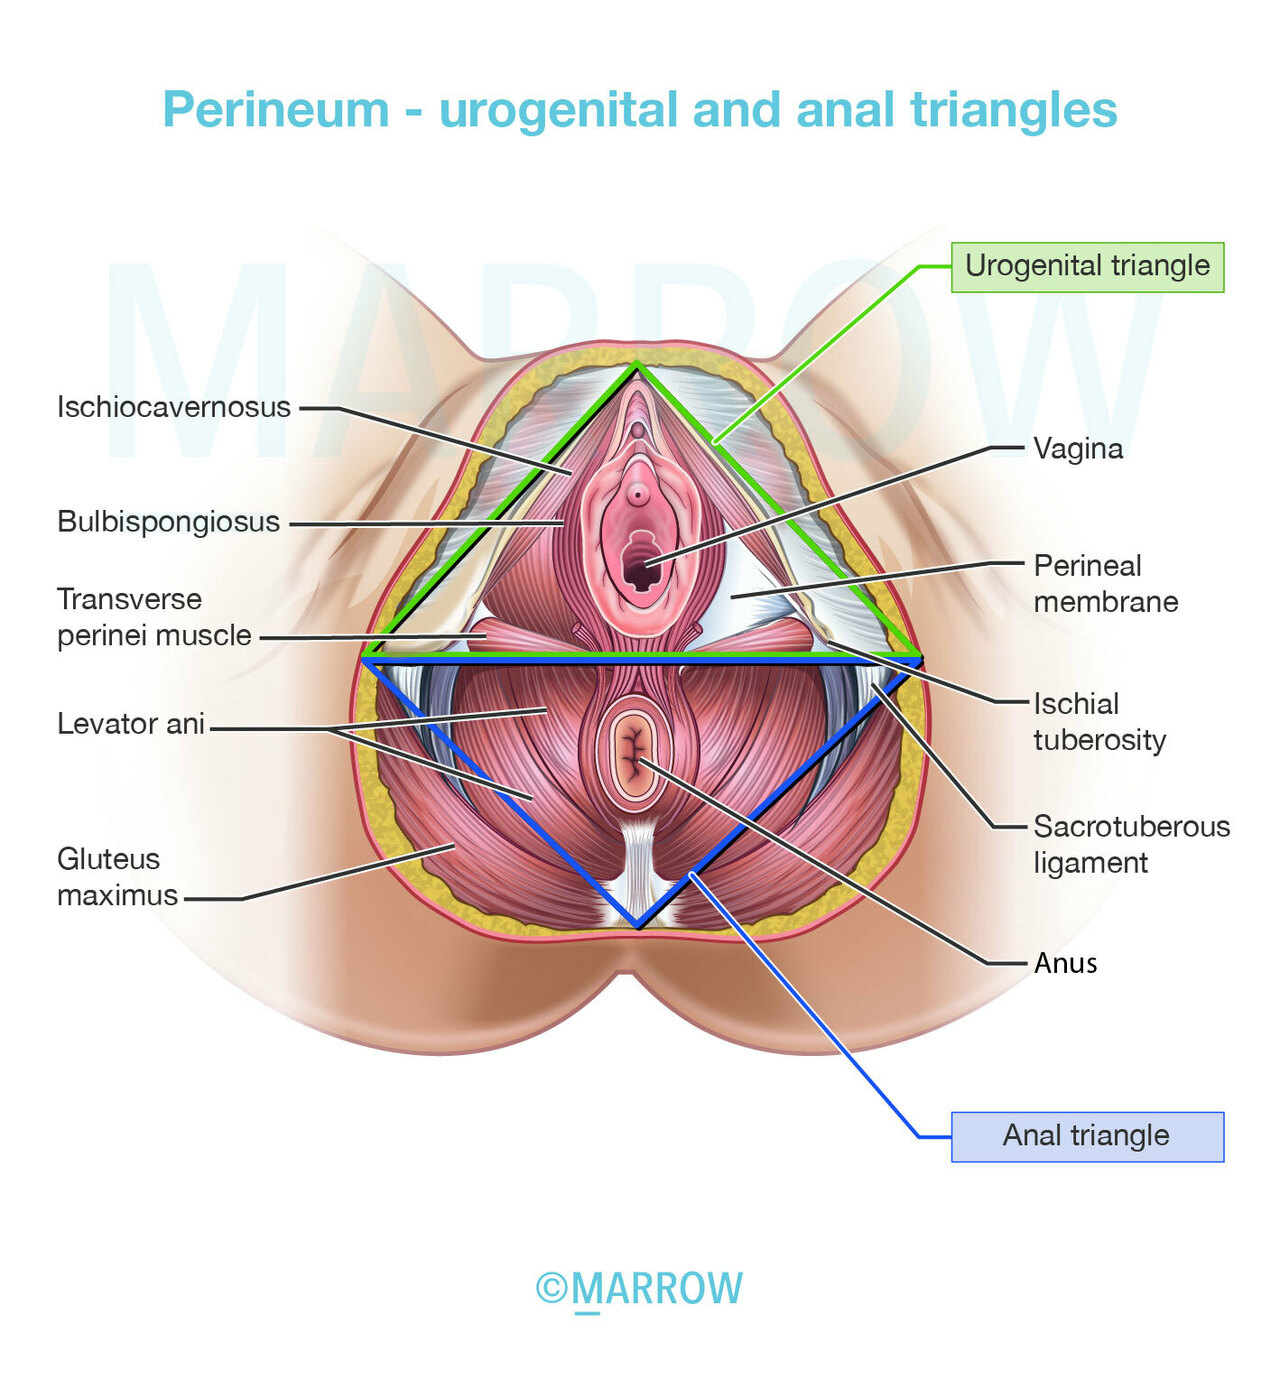 Perineum - urogenital and anal triangles
MARROW
Urogenital triangle
Ischiocavernosus
Vagina
Bulbispongiosus
Perineal
membrane
Transverse
perinei muscle
Ischial
tuberosity
Levator ani
Sacrotuberous
ligament
Gluteus
maximus
Anus
Anal triangle
©MARROW